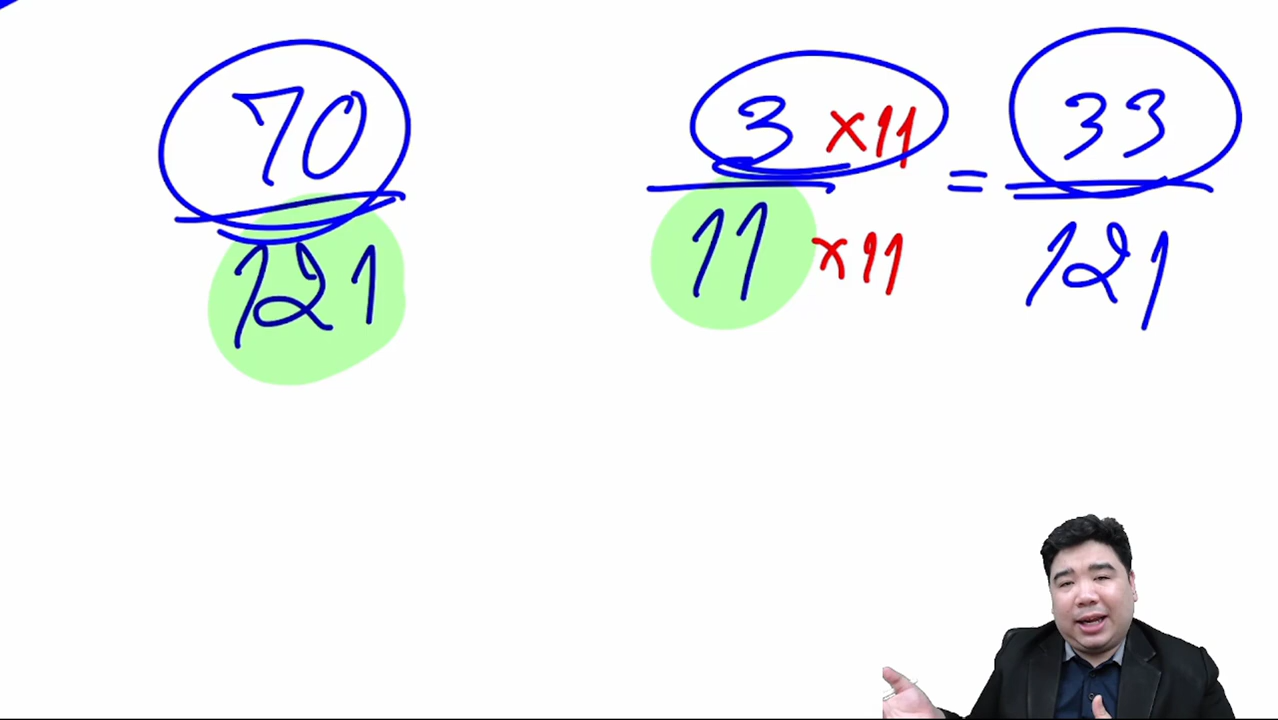 70
121
3 ×11 = 33
11 ×11 121